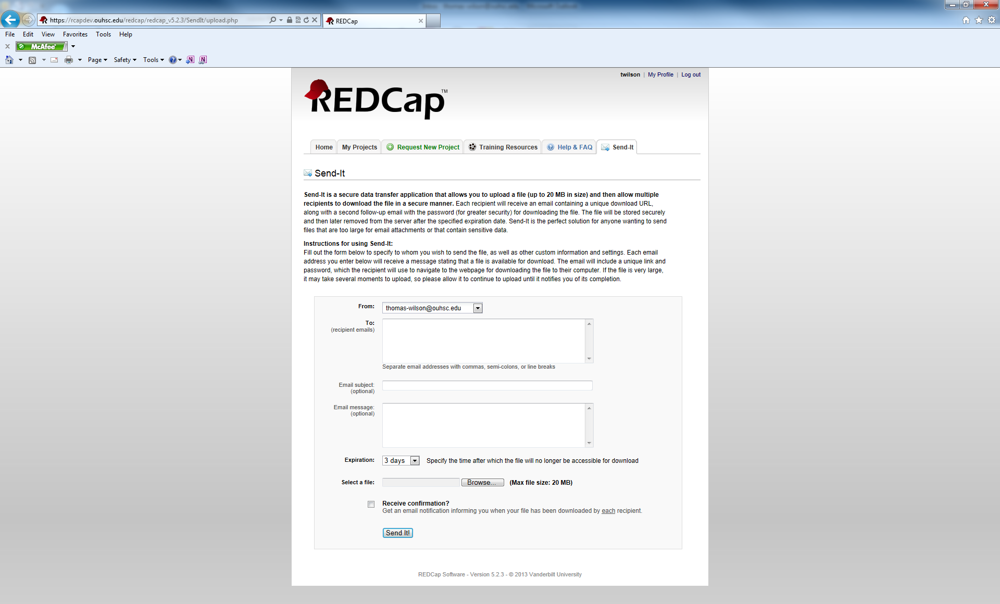 https://rcapdev.ouhsc.edu/redcap/redcap_v5.2.3/SendIt/upload.php
REDCap
File Edit View Favorites Tools Help
McAfee
Page Safety Tools
twilson | My Profile | Log out
REDCap™
Home My Projects Request New Project Training Resources Help & FAQ Send-It
Send-It
Send-It is a secure data transfer application that allows you to upload a file (up to 20 MB in size) and then allow multiple
recipients to download the file in a secure manner. Each recipient will receive an email containing a unique download URL,
along with a second follow-up email with the password (for greater security) for downloading the file. The file will be stored securely
and then later removed from the server after the specified expiration date. Send-It is the perfect solution for anyone wanting to send
files that are too large for email attachments or that contain sensitive data.
Instructions for using Send-It:
Fill out the form below to specify to whom you wish to send the file, as well as other custom information and settings. Each email
address you enter below will receive a message stating that a file is available for download. The email will include a unique link and
password, which the recipient will use to navigate to the webpage for downloading the file to their computer. If the file is very large,
it may take several moments to upload, so please allow it to continue to upload until it notifies you of its completion.
From: thomas-wilson@ouhsc.edu
To:
(recipient emails)
Separate email addresses with commas, semi-colons, or line breaks
Email subject:
(optional)
Email message:
(optional)
Expiration: 3 days Specify the time after which the file will no longer be accessible for download
Select a file: Browse... (Max file size: 20 MB)
Receive confirmation?
Get an email notification informing you when your file has been downloaded by each recipient.
Send It!
REDCap Software - Version 5.2.3 - © 2013 Vanderbilt University